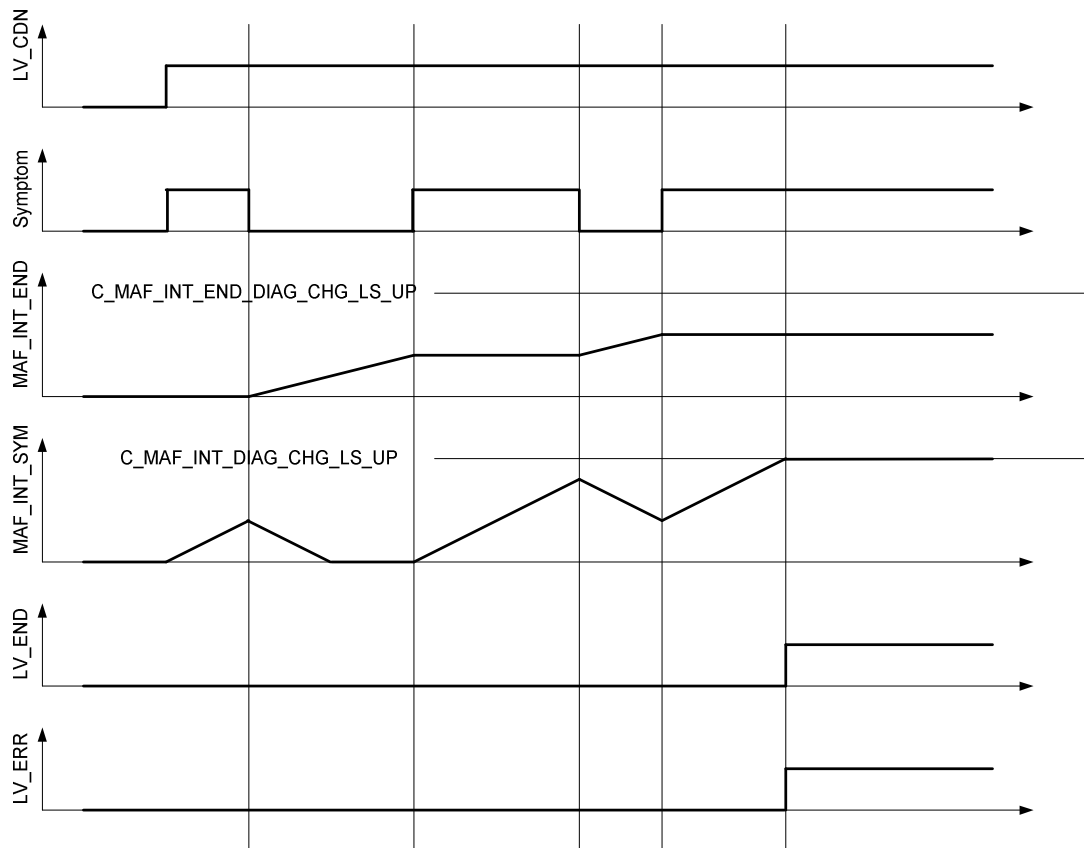 LV_CDN
Symptom
MAF_INT_END
C_MAF_INT_END_DIAG_CHG_LS_UP
MAF_INT_SYM
C_MAF_INT_DIAG_CHG_LS_UP
LV_END
LV_ERR